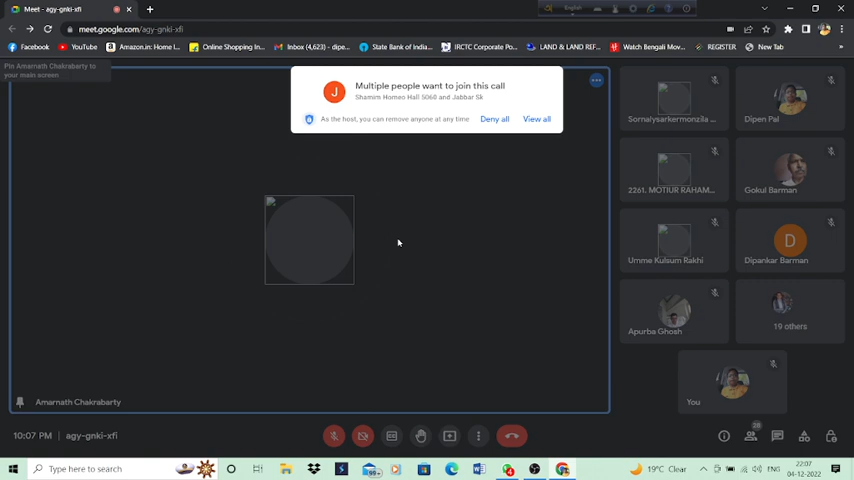 English
Meet - agy-gnki-xfi
meet.google.com/agy-gnki-xfi
Facebook
YouTube
Amazon.in: Home I...
Online Shopping In...
Inbox (4,623) - dipe...
State Bank of India...
IRCTC Corporate Po...
LAND & LAND REF...
Watch Bengali Mov...
REGISTER
New Tab
Pin Amarnath Chakrabarty to
your main screen
J
Multiple people want to join this call
Shamim Homeo Hall 5060 and Jabbar Sk
As the host, you can remove anyone at any time
Deny all
View all
Sornalysarkermonzila ...
Dipen Pal
2261. MOTIUR RAHAM...
Gokul Barman
Umme Kulsum Rakhi
D
Dipankar Barman
Apurba Ghosh
19 others
You
Amarnath Chakrabarty
10:07 PM
agy-gnki-xfi
28
Type here to search
99+
4
19°C Clear
ENG
22:07
04-12-2022